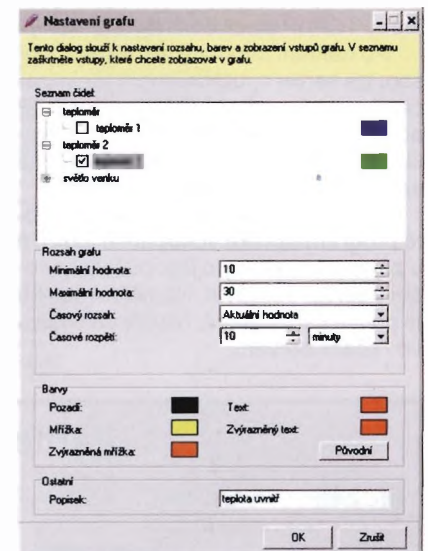 Nastavení grafu
Tento dialog slouží k nastavení rozsahu, barev a zobrazení vstupů grafu. V seznamu
zaškrtněte vstupy, které chcete zobrazovat v grafu.
Seznam čidel:
teploměr
teploměr 1
teploměr 2
světlo venku
Rozsah grafu
Minimální hodnota: 10
Maximální hodnota: 30
Časový rozsah: Aktuální hodnota
Časové rozpětí: 10 minuty
Barvy
Pozadí: Text:
Mřížka: Zvýrazněný text:
Zvýrazněná mřížka: Původní
Ostatní
Popisek: teplota uvnitř
OK Zrušit